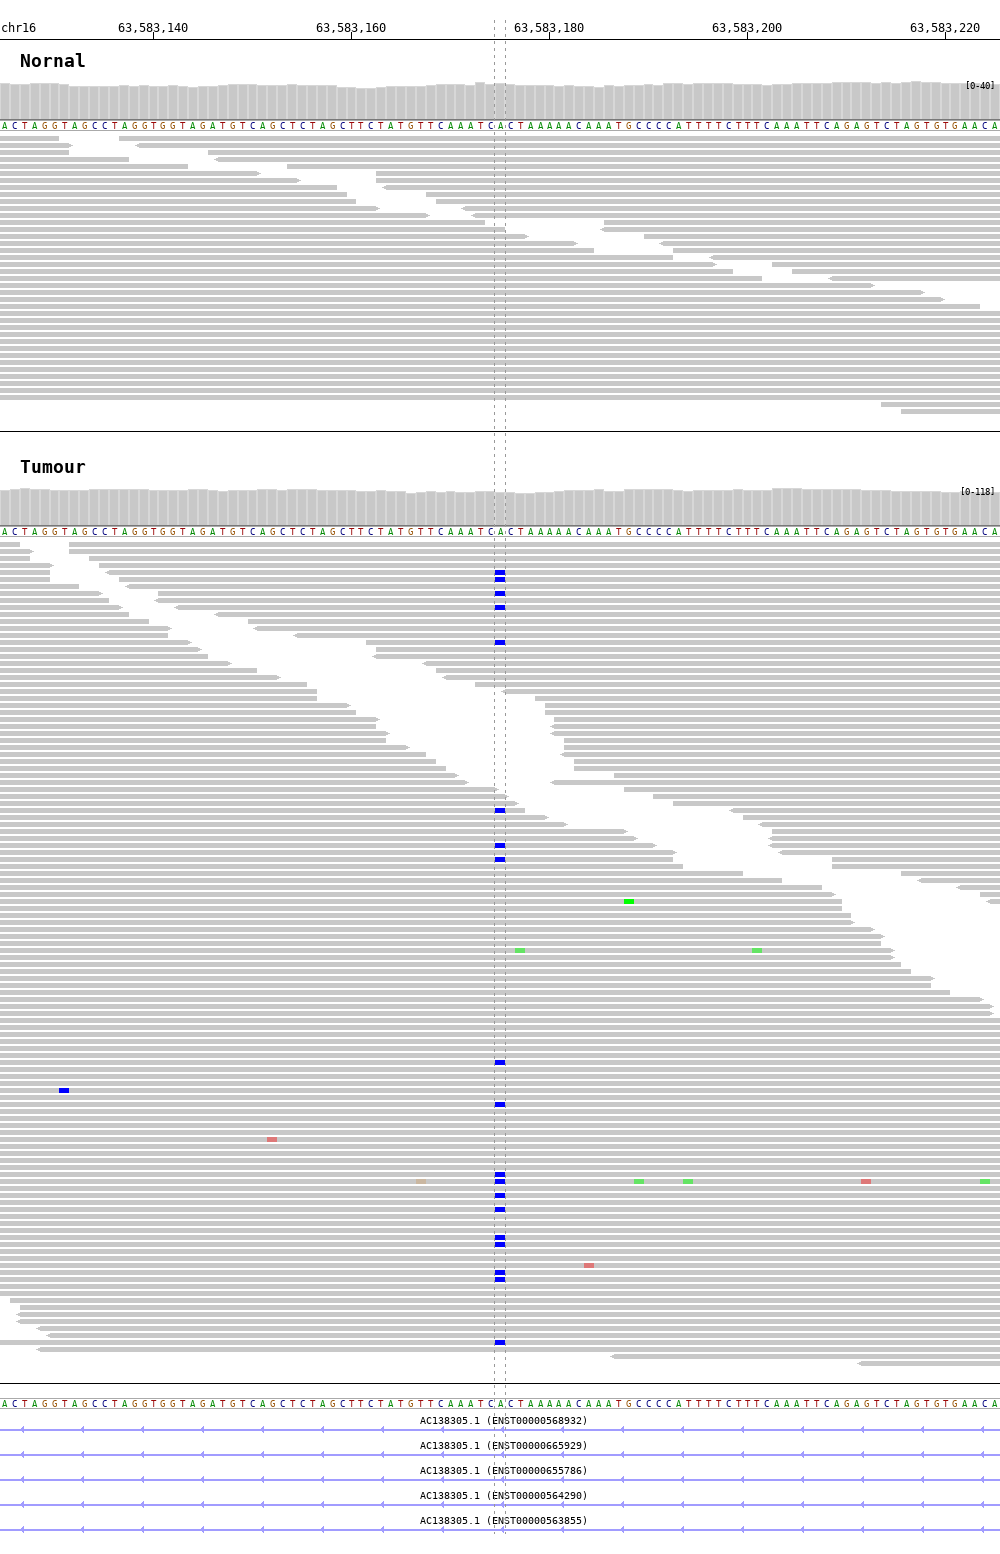 chr16 63,583,140 63,583,160 63,583,180 63,583,200 63,583,220
Nornal
[0-40]
A C T A G G T A G C C T A G G T G G T A G A T G T C A G C T C T A G C T T C T A T G T T C A A A T C A C T A A A A A C A A A T G C C C C A T T T T C T T T C A A A T T C A G A G T C T A G T G T G A A C A
Tumour
[0-118]
A C T A G G T A G C C T A G G T G G T A G A T G T C A G C T C T A G C T T C T A T G T T C A A A T C A C T A A A A A C A A A T G C C C C A T T T T C T T T C A A A T T C A G A G T C T A G T G T G A A C A
A C T A G G T A G C C T A G G T G G T A G A T G T C A G C T C T A G C T T C T A T G T T C A A A T C A C T A A A A A C A A A T G C C C C A T T T T C T T T C A A A T T C A G A G T C T A G T G T G A A C A
AC138305.1 (ENST00000568932)
AC138305.1 (ENST00000665929)
AC138305.1 (ENST00000655786)
AC138305.1 (ENST00000564290)
AC138305.1 (ENST00000563855)